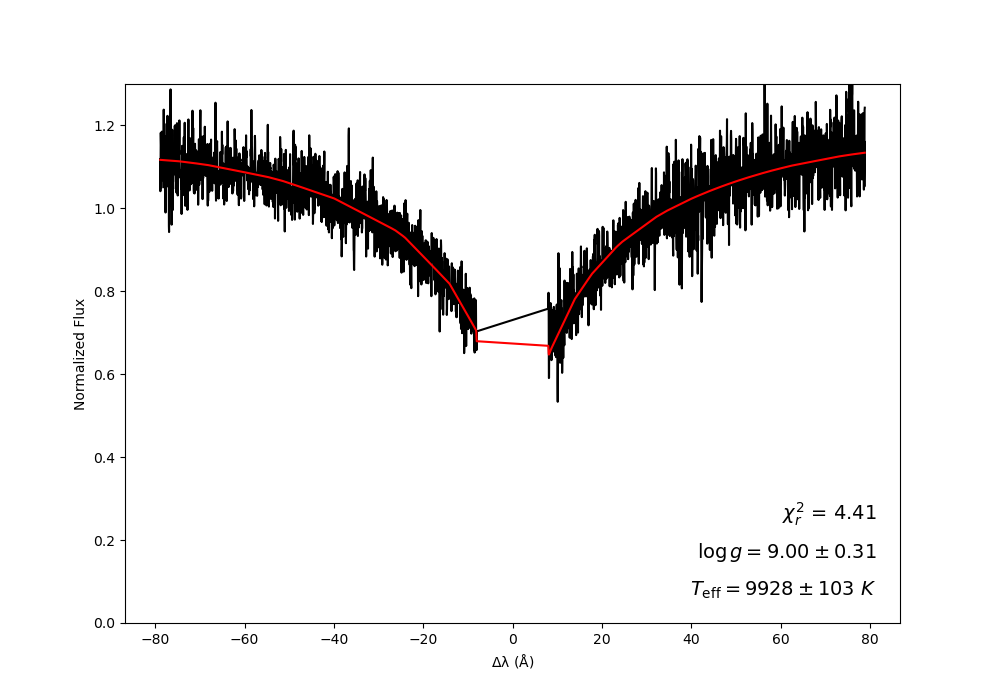 1.2
1.0
0.8
0.6
0.4
0.2
0.0
Normalized Flux
χ²ᵣ = 4.41
log g = 9.00 ± 0.31
T_eff = 9928 ± 103 K
−80 −60 −40 −20 0 20 40 60 80
Δλ (Å)